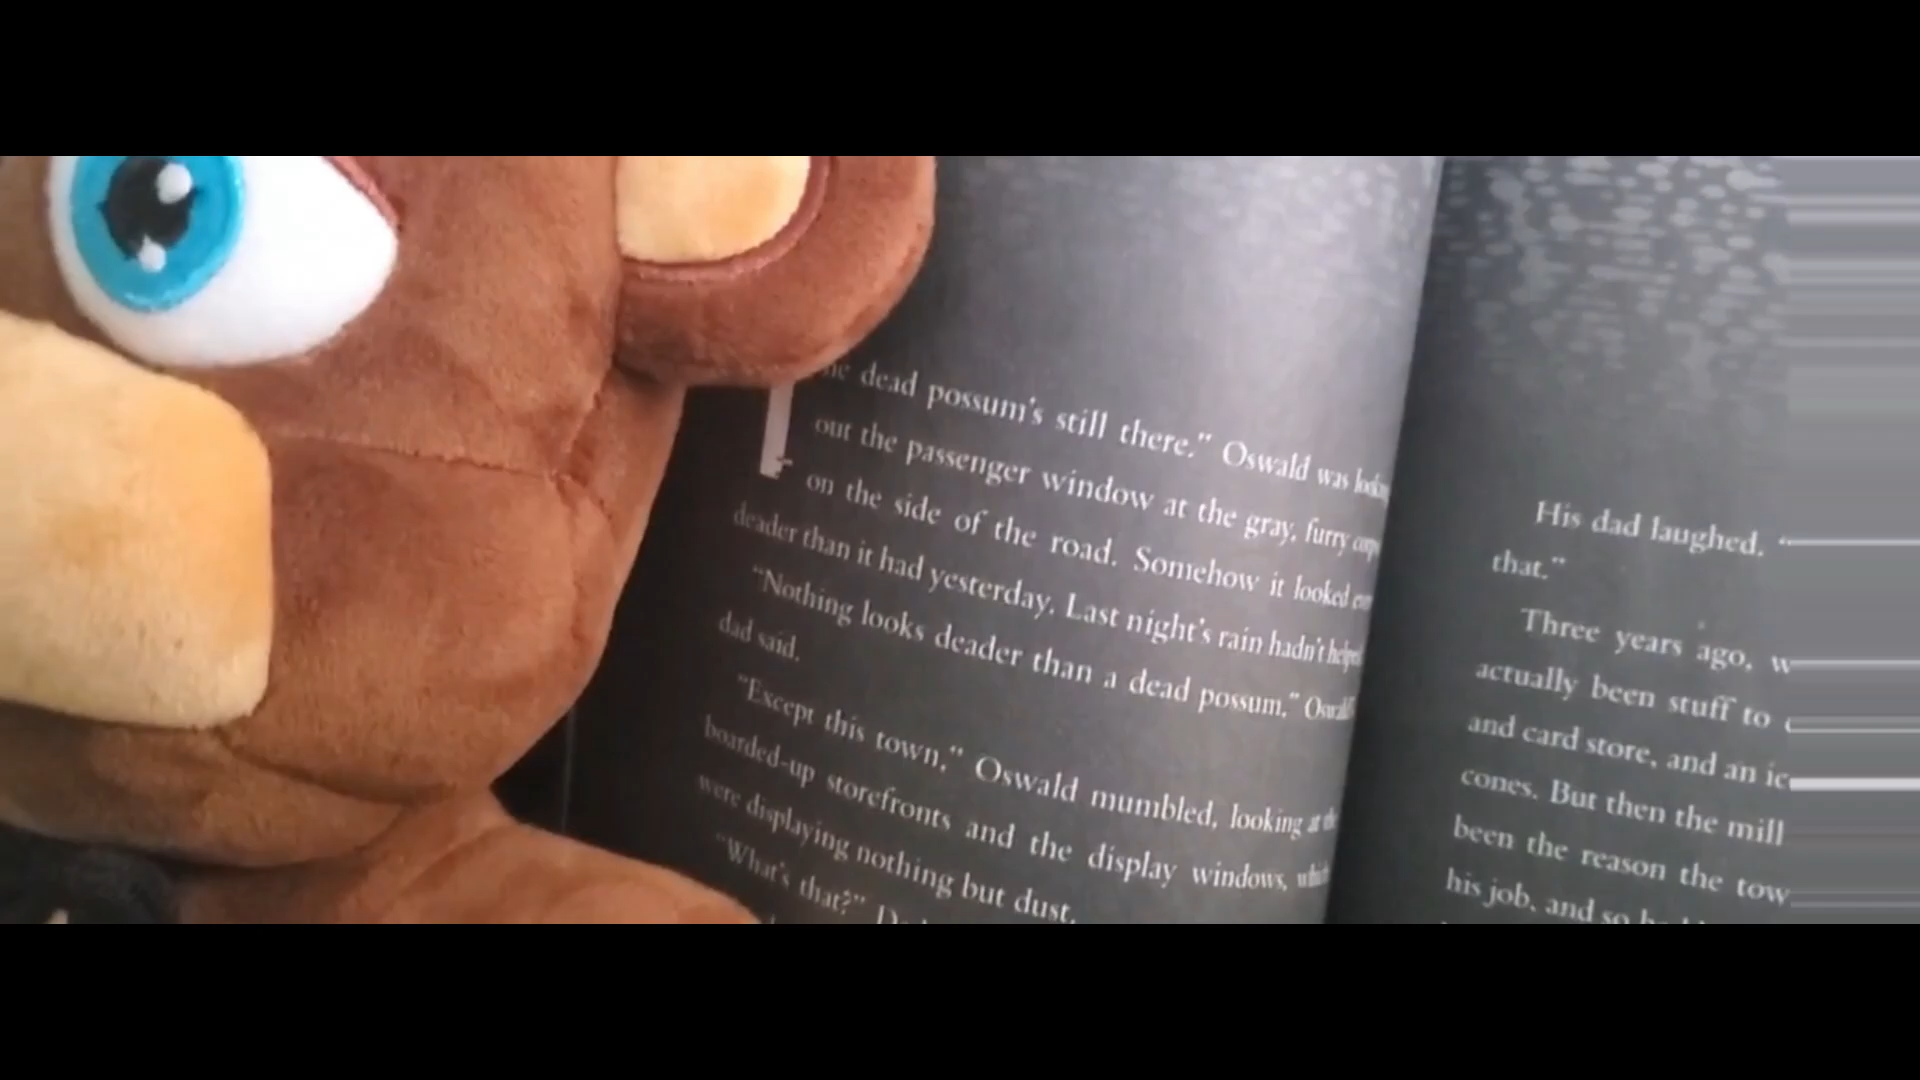 dead possum's still there." Oswald was
out the passenger window at the gray, furry
on the side of the road. Somehow it looked
deader than it had yesterday. Last night's rain hadn't
"Nothing looks deader than a dead possum,"
dad said.
"Except this town," Oswald mumbled, looking at
boarded-up storefronts and the display windows,
were displaying nothing but dust.
"What's that?"
His dad laughed. "
that."
Three years ago,
actually been stuff to
and card store, and an
cones. But then the mill
been the reason the
his job, and so